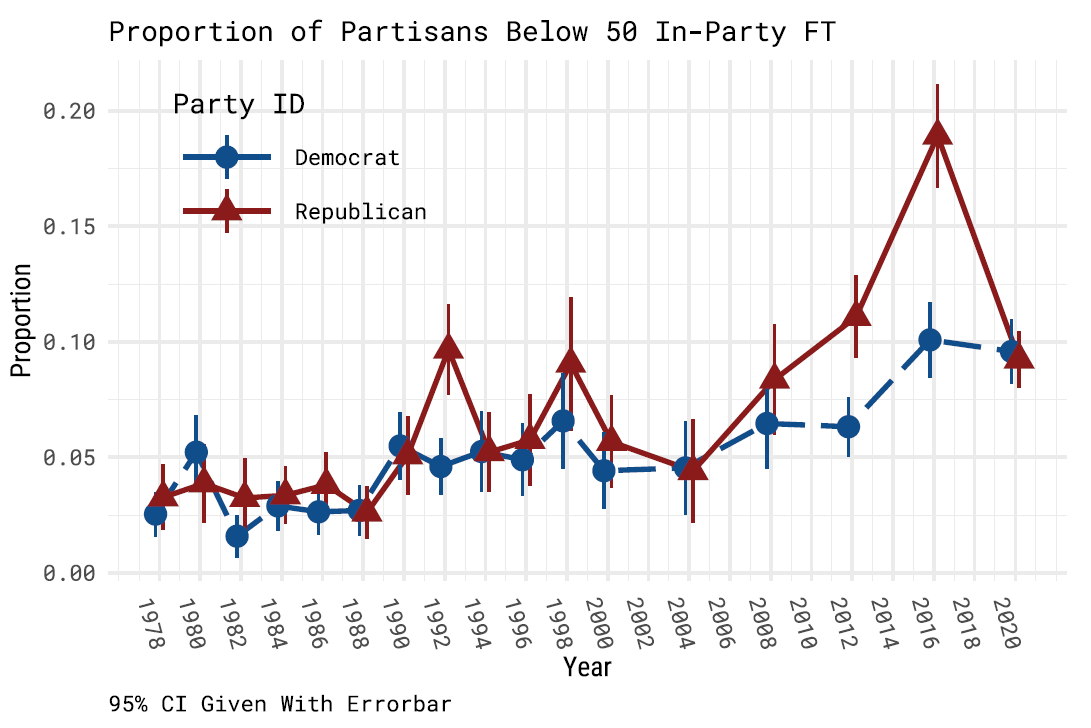 Proportion of Partisans Below 50 In-Party FT
Party ID
Democrat
Republican
0.20
0.15
0.10
0.05
0.00
Proportion
1978 1980 1982 1984 1986 1988 1990 1992 1994 1996 1998 2000 2002 2004 2006 2008 2010 2012 2014 2016 2018 2020
Year
95% CI Given With Errorbar